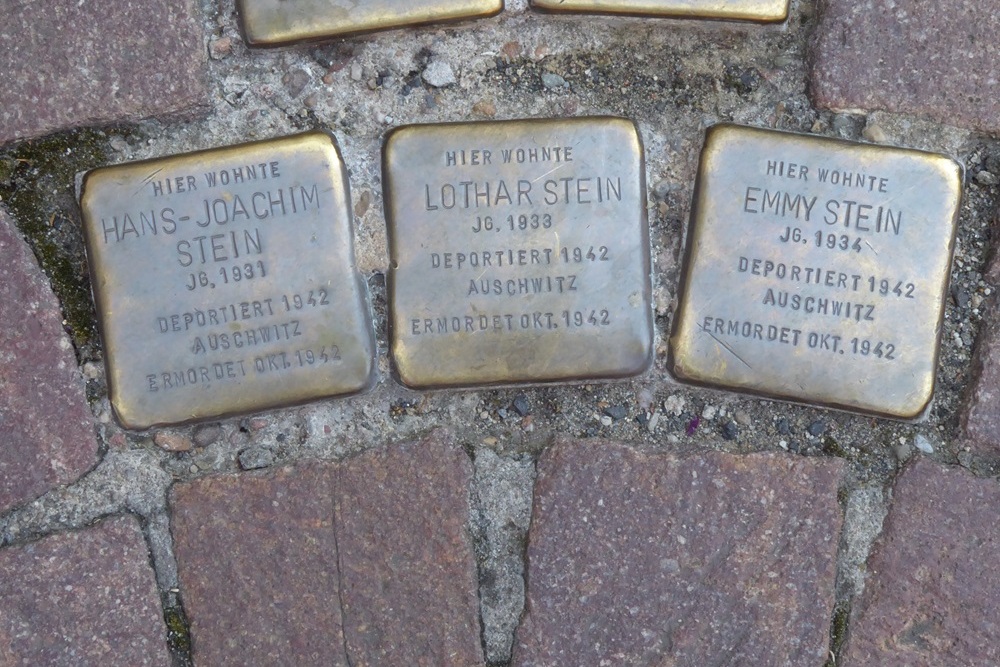 HIER WOHNTE
HANS-JOACHIM
STEIN
JG. 1931
DEPORTIERT 1942
AUSCHWITZ
ERMORDET OKT. 1942
HIER WOHNTE
LOTHAR STEIN
JG. 1933
DEPORTIERT 1942
AUSCHWITZ
ERMORDET OKT. 1942
HIER WOHNTE
EMMY STEIN
JG. 1934
DEPORTIERT 1942
AUSCHWITZ
ERMORDET OKT. 1942